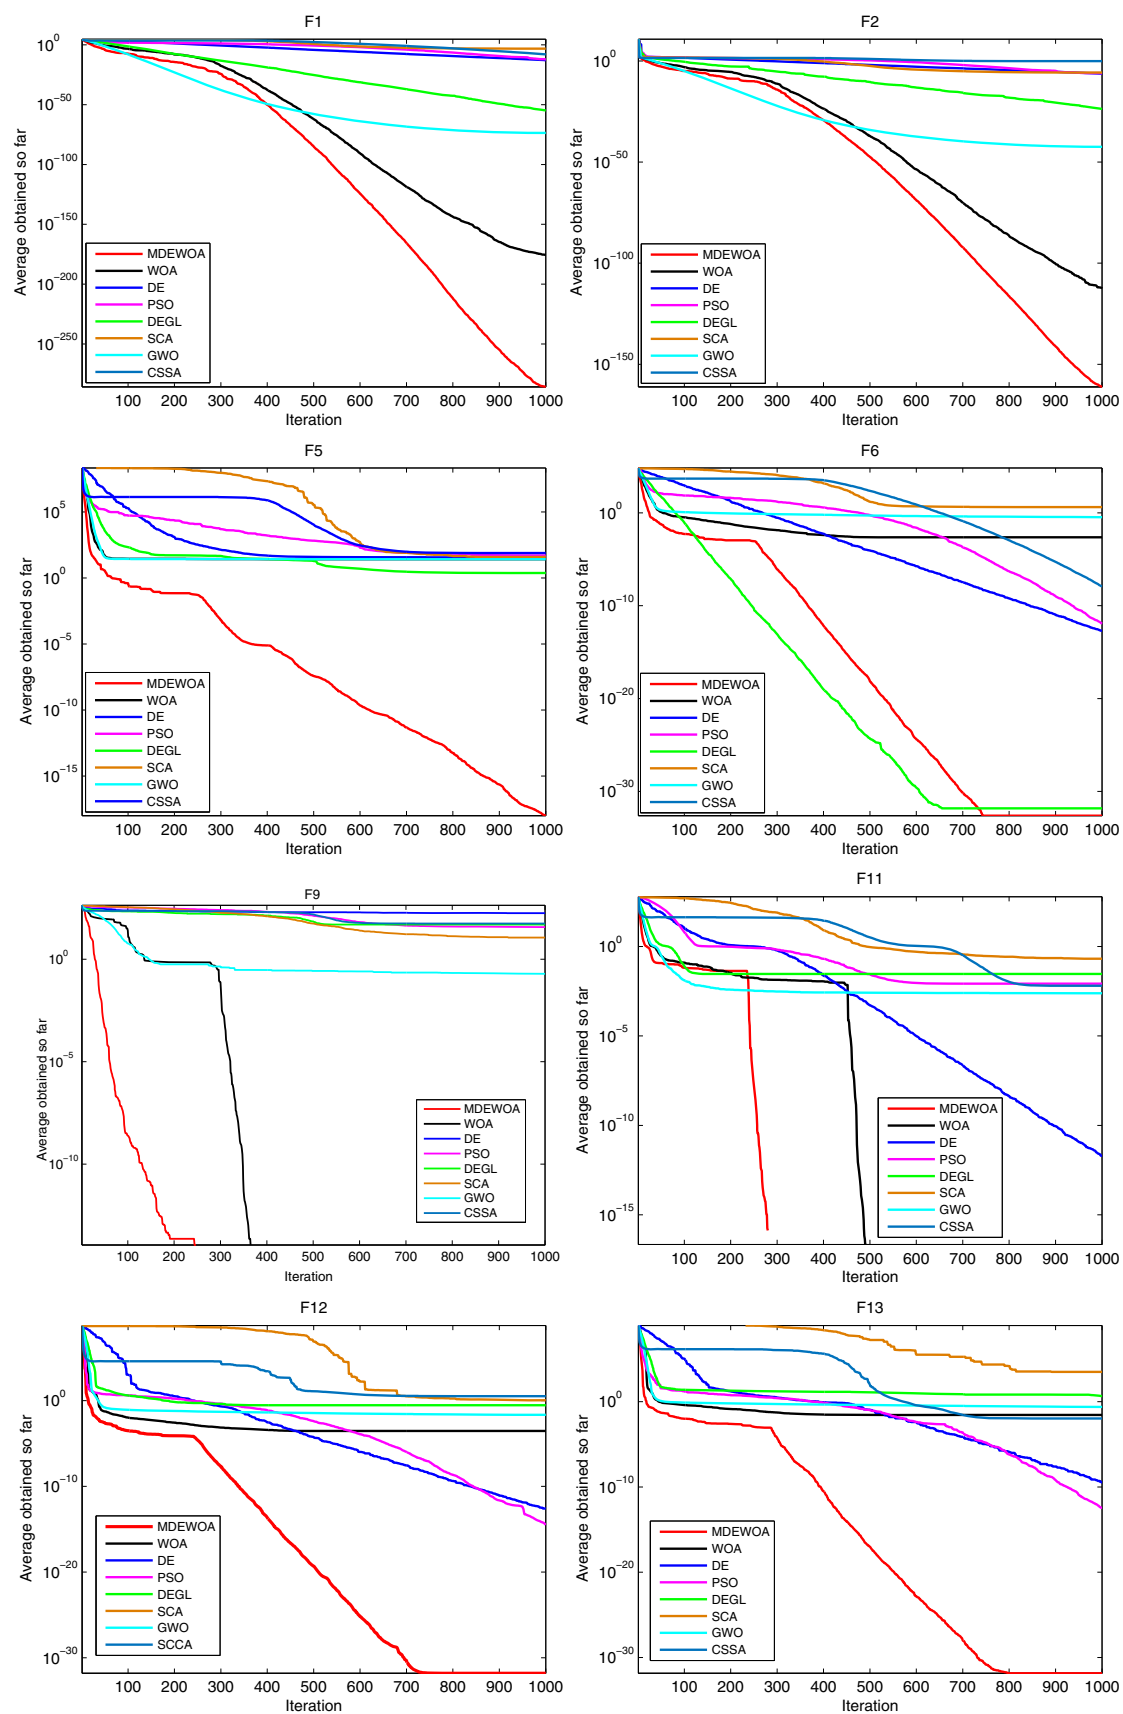 F1
Average obtained so far
10^0
10^-50
10^-100
10^-150
10^-200
10^-250
MDEWOA
WOA
DE
PSO
DEGL
SCA
GWO
CSSA
100 200 300 400 500 600 700 800 900 1000
Iteration
F2
Average obtained so far
10^0
10^-50
10^-100
10^-150
MDEWOA
WOA
DE
PSO
DEGL
SCA
GWO
CSSA
100 200 300 400 500 600 700 800 900 1000
Iteration
F5
Average obtained so far
10^5
10^0
10^-5
10^-10
10^-15
MDEWOA
WOA
DE
PSO
DEGL
SCA
GWO
CSSA
100 200 300 400 500 600 700 800 900 1000
Iteration
F6
Average obtained so far
10^0
10^-10
10^-20
10^-30
MDEWOA
WOA
DE
PSO
DEGL
SCA
GWO
CSSA
100 200 300 400 500 600 700 800 900 1000
Iteration
F9
Average obtained so far
10^0
10^-5
10^-10
MDEWOA
WOA
DE
PSO
DEGL
SCA
GWO
CSSA
100 200 300 400 500 600 700 800 900 1000
Iteration
F11
Average obtained so far
10^0
10^-5
10^-10
10^-15
MDEWOA
WOA
DE
PSO
DEGL
SCA
GWO
CSSA
100 200 300 400 500 600 700 800 900 1000
Iteration
F12
Average obtained so far
10^0
10^-10
10^-20
10^-30
MDEWOA
WOA
DE
PSO
DEGL
SCA
GWO
SCCA
100 200 300 400 500 600 700 800 900 1000
Iteration
F13
Average obtained so far
10^0
10^-10
10^-20
10^-30
MDEWOA
WOA
DE
PSO
DEGL
SCA
GWO
CSSA
100 200 300 400 500 600 700 800 900 1000
Iteration